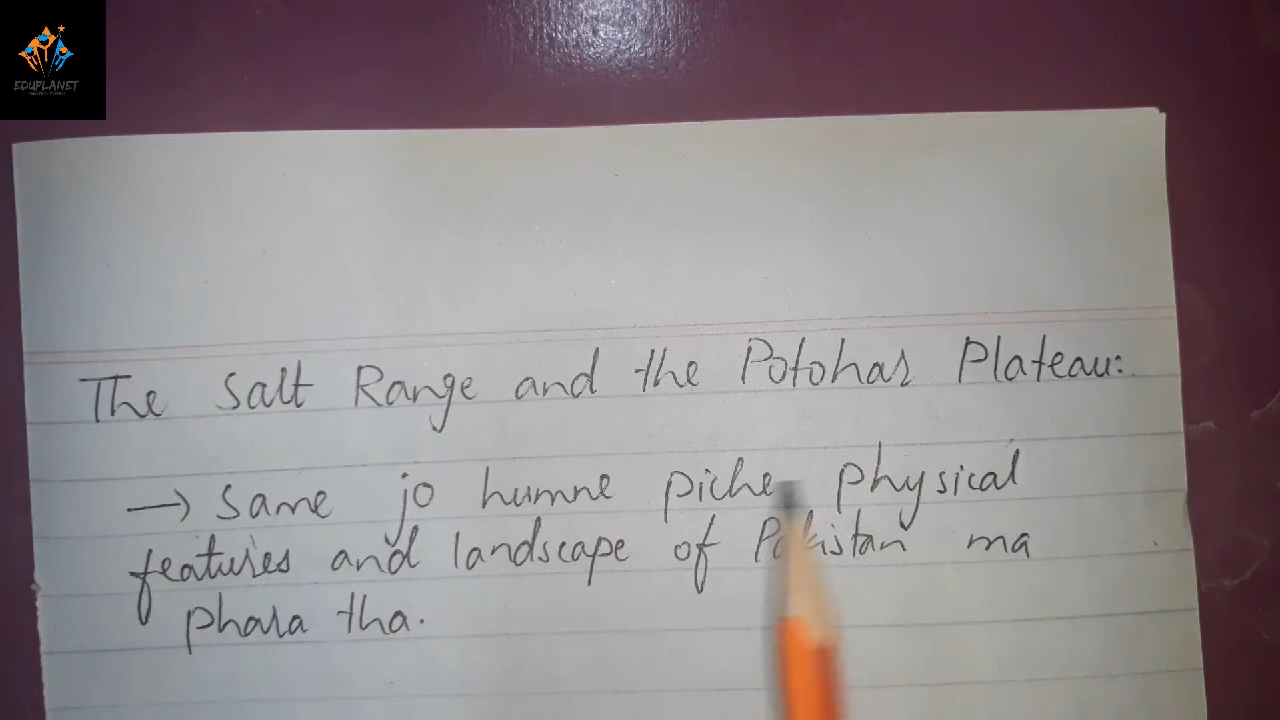 EDUPLANET
The Salt Range and the Potohar Plateau:
→ Same jo humne piche physical
features and landscape of Pakistan ma
phara tha.